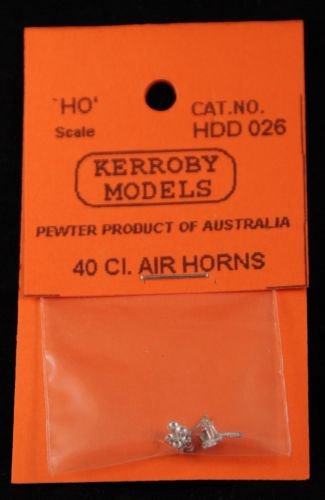 'HO' CAT.NO.
Scale HDD 026
KERROBY
MODELS
PEWTER PRODUCT OF AUSTRALIA
40 Cl. AIR HORNS